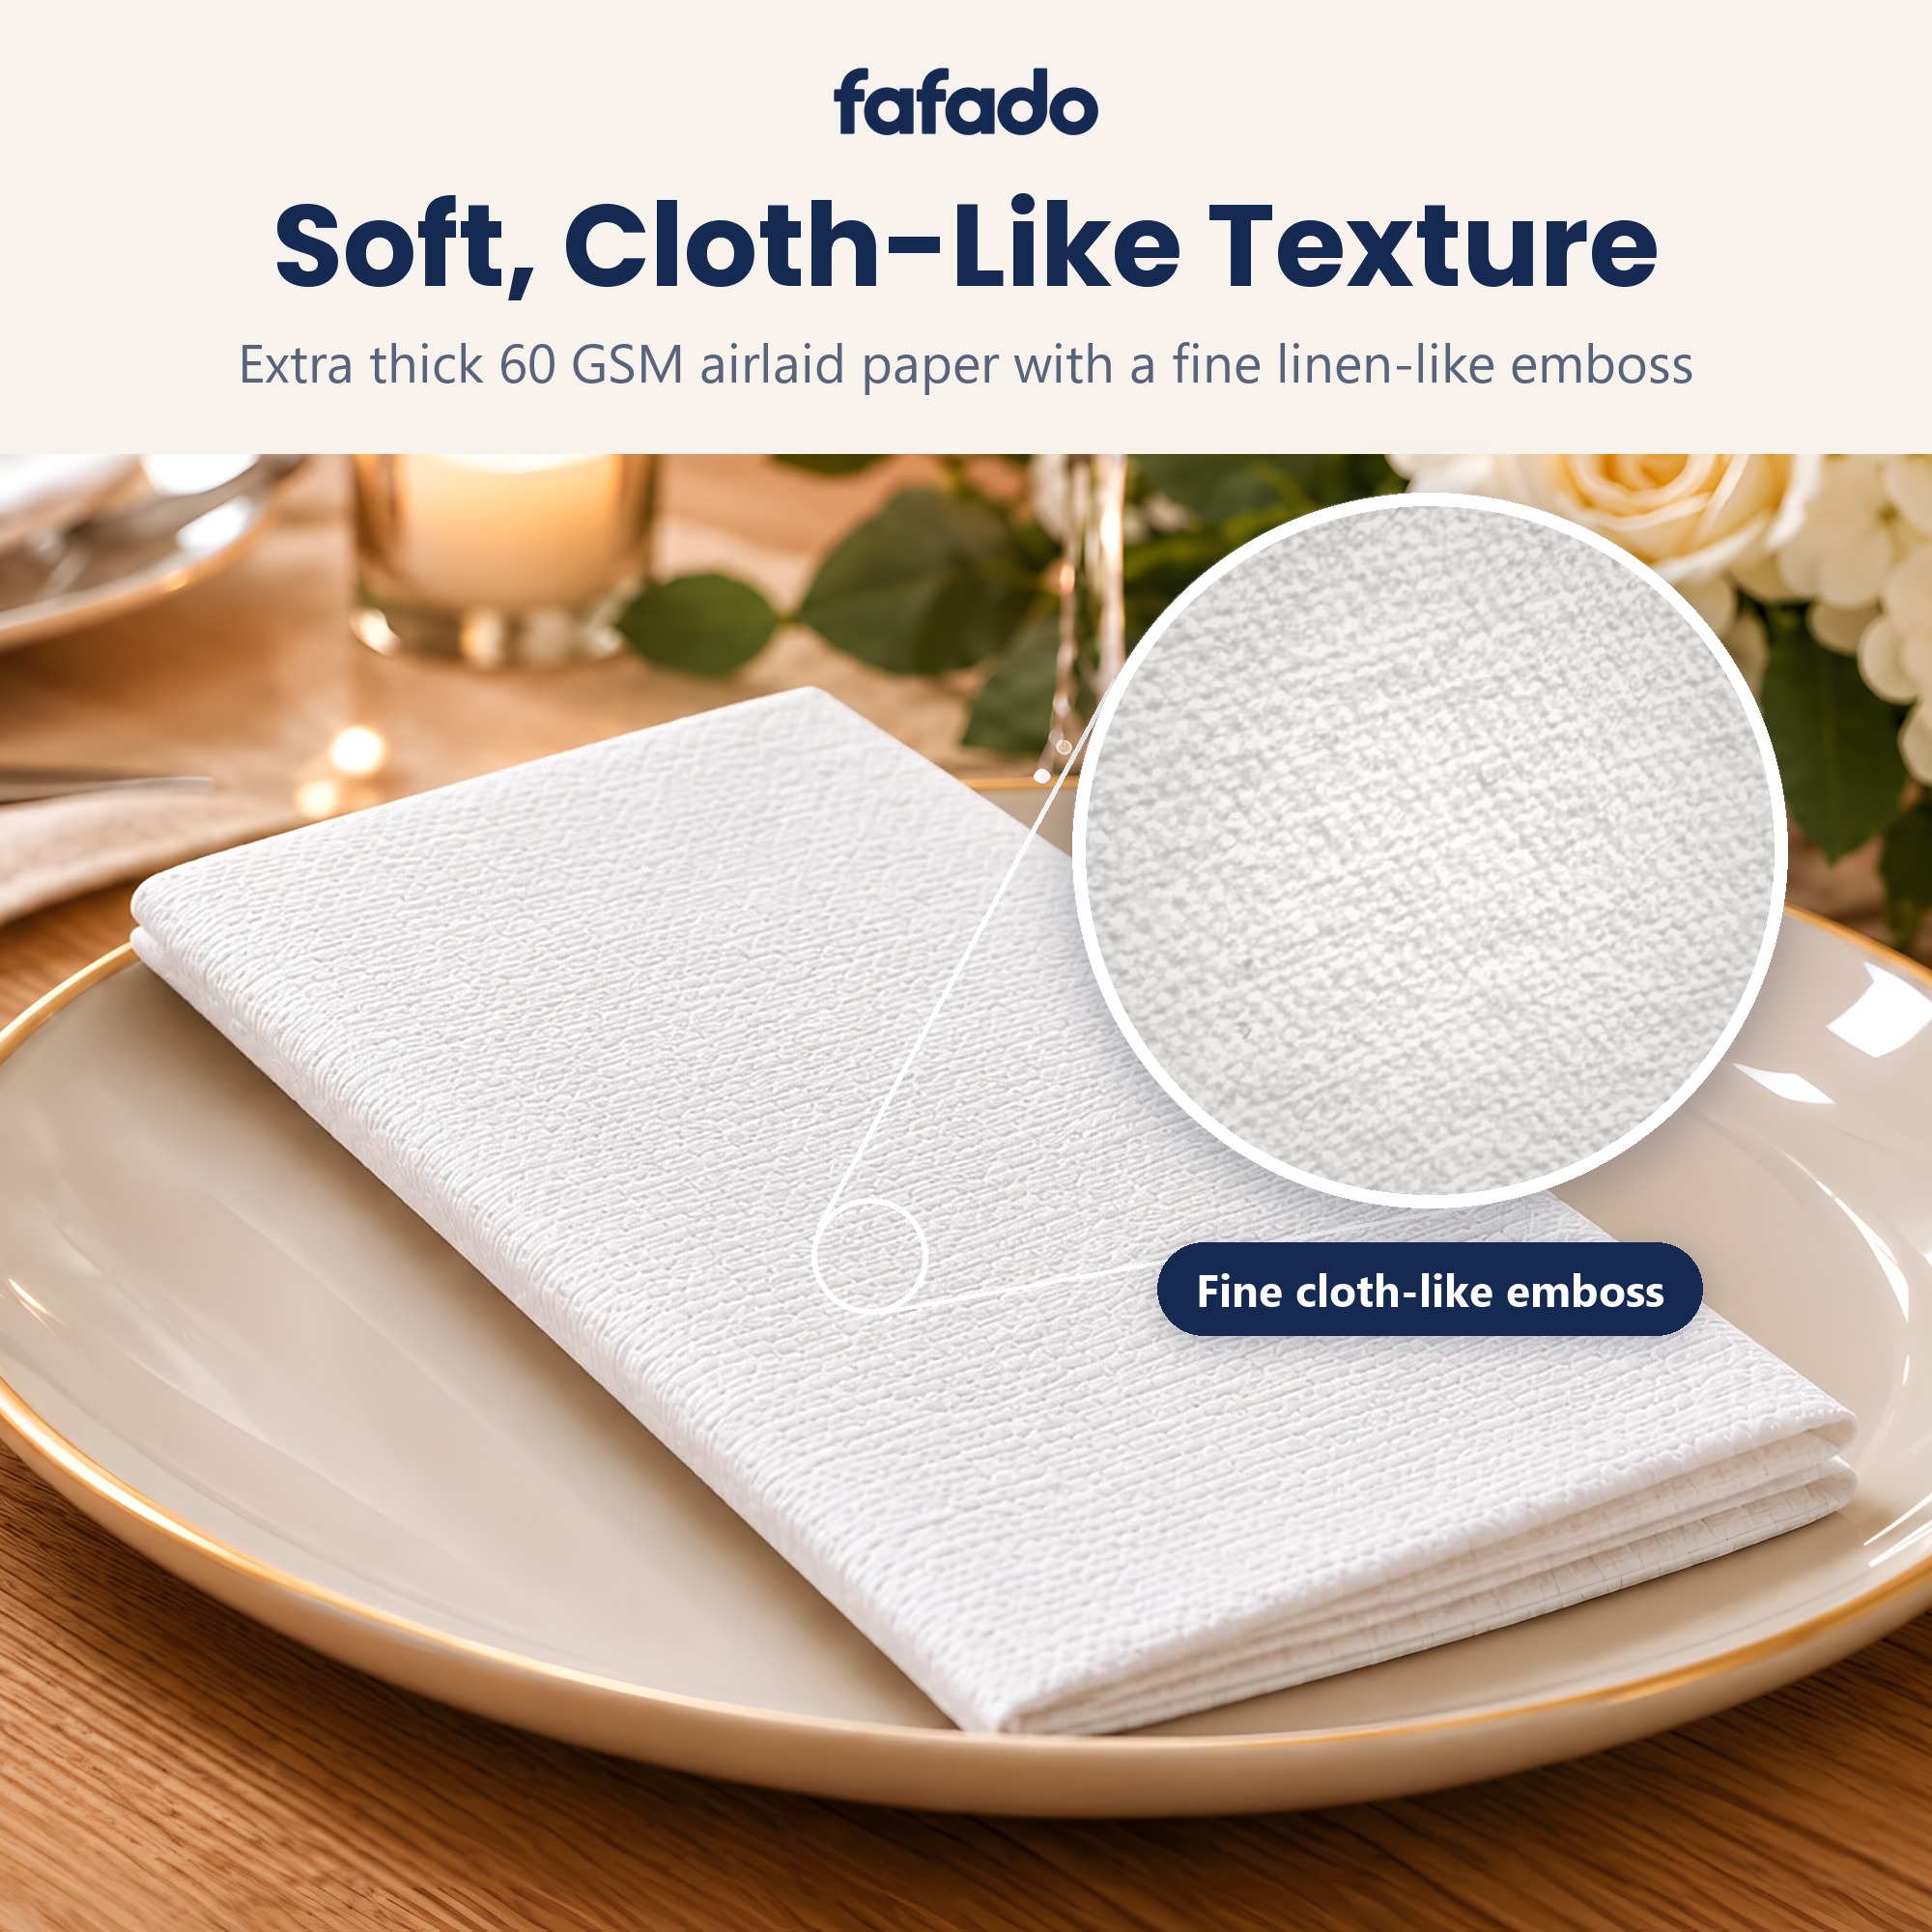 fafado
Soft, Cloth-Like Texture
Extra thick 60 GSM airlaid paper with a fine linen-like emboss
Fine cloth-like emboss